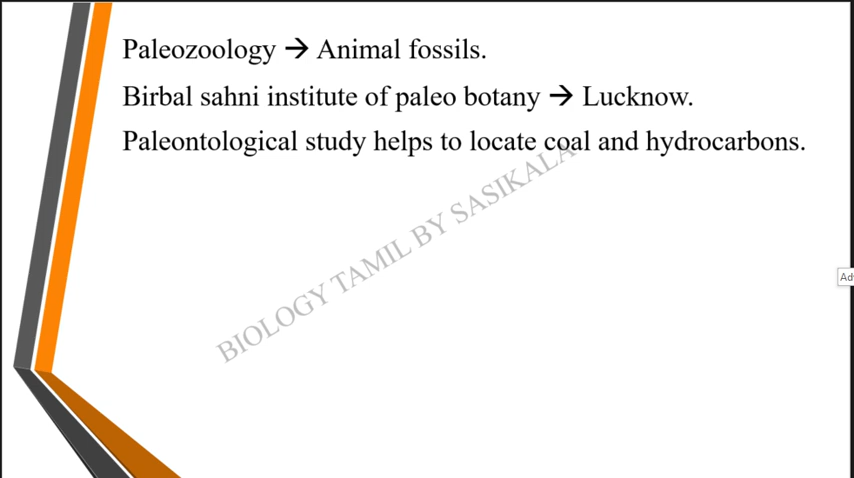 Paleozoology → Animal fossils.
Birbal sahni institute of paleo botany → Lucknow.
Paleontological study helps to locate coal and hydrocarbons.
BIOLOGY TAMIL BY SASIKALA